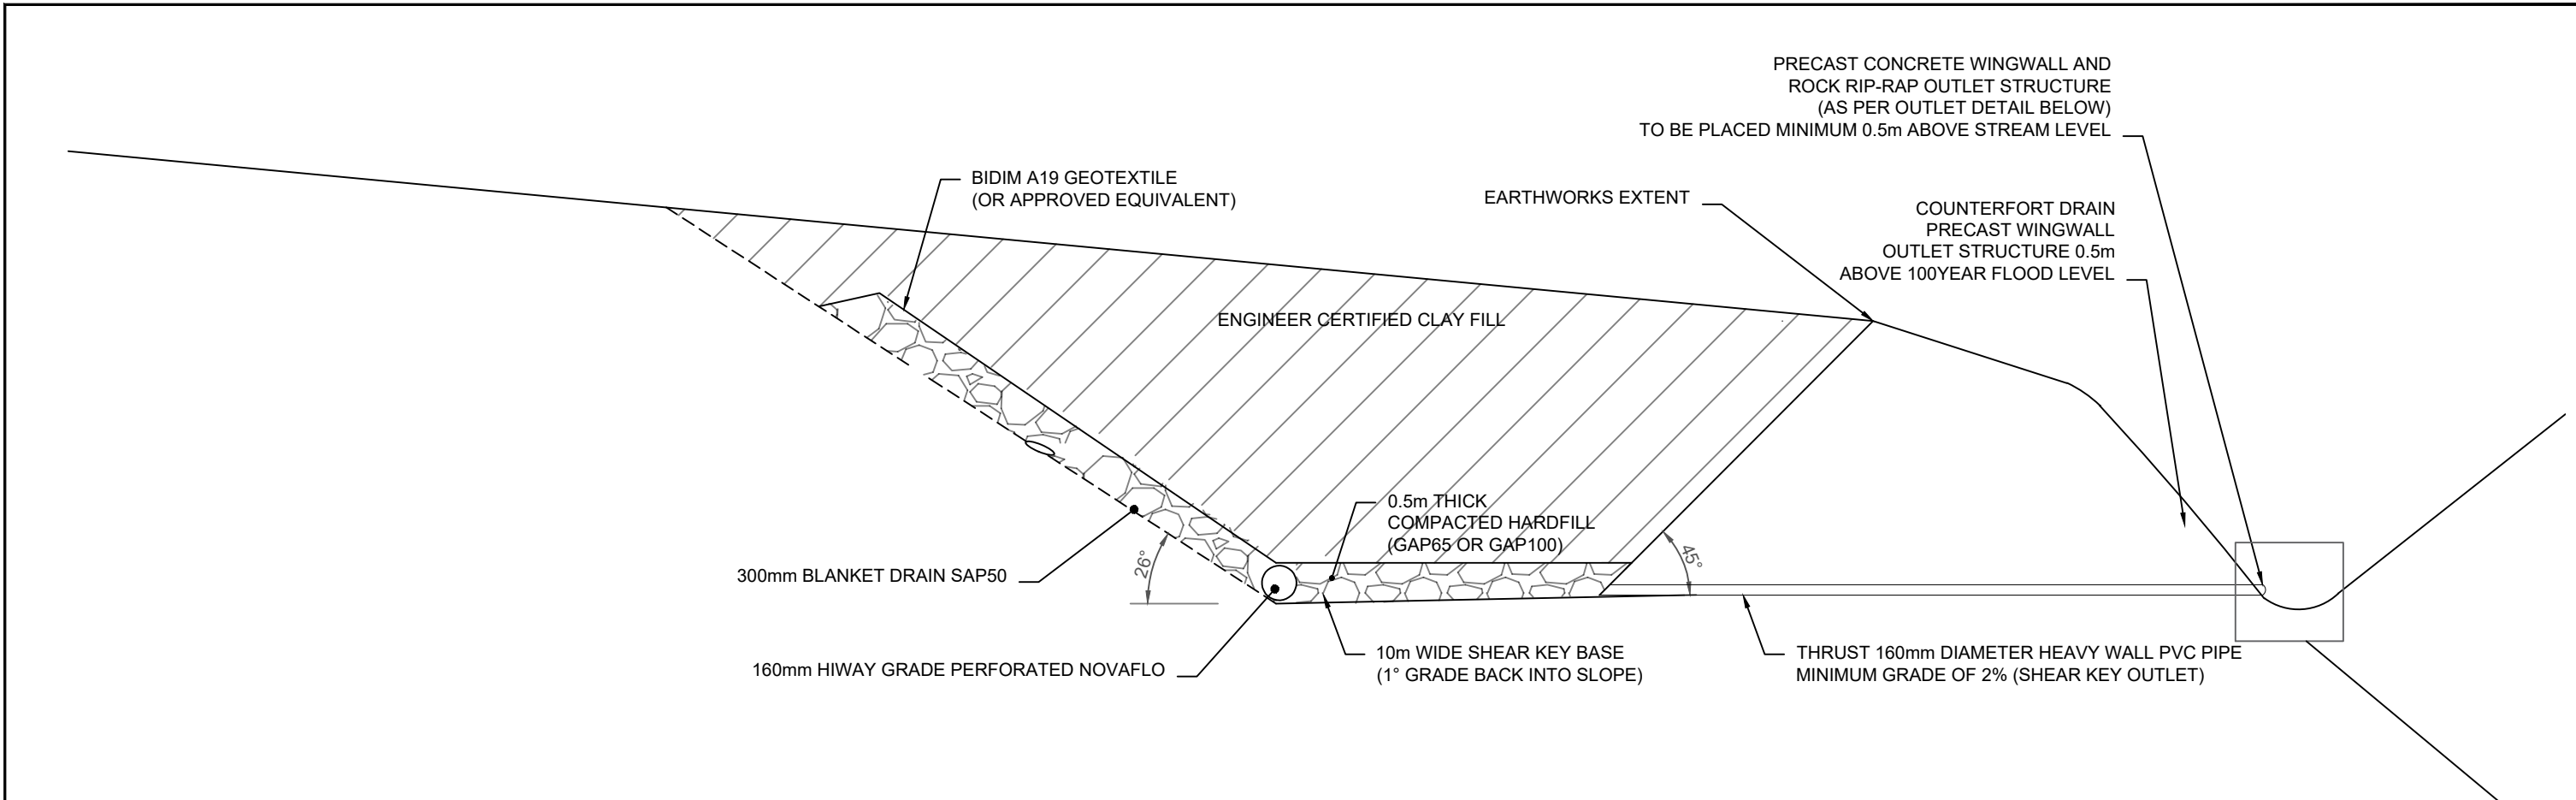 PRECAST CONCRETE WINGWALL AND
ROCK RIP-RAP OUTLET STRUCTURE
(AS PER OUTLET DETAIL BELOW)
TO BE PLACED MINIMUM 0.5m ABOVE STREAM LEVEL
BIDIM A19 GEOTEXTILE
(OR APPROVED EQUIVALENT)
EARTHWORKS EXTENT
COUNTERFORT DRAIN
PRECAST WINGWALL
OUTLET STRUCTURE 0.5m
ABOVE 100YEAR FLOOD LEVEL
ENGINEER CERTIFIED CLAY FILL
0.5m THICK
COMPACTED HARDFILL
(GAP65 OR GAP100)
45°
26°
300mm BLANKET DRAIN SAP50
160mm HIWAY GRADE PERFORATED NOVAFLO
10m WIDE SHEAR KEY BASE
(1° GRADE BACK INTO SLOPE)
THRUST 160mm DIAMETER HEAVY WALL PVC PIPE
MINIMUM GRADE OF 2% (SHEAR KEY OUTLET)